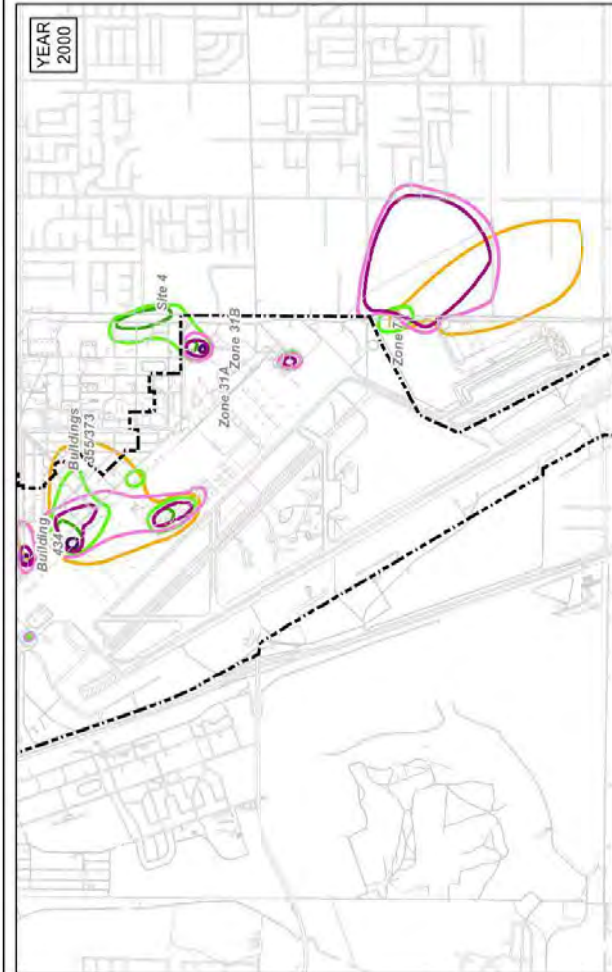 YEAR
2000
Site 4
Zone 31B
Zone 31A
Buildings
355/373
Building
434
Zone 7